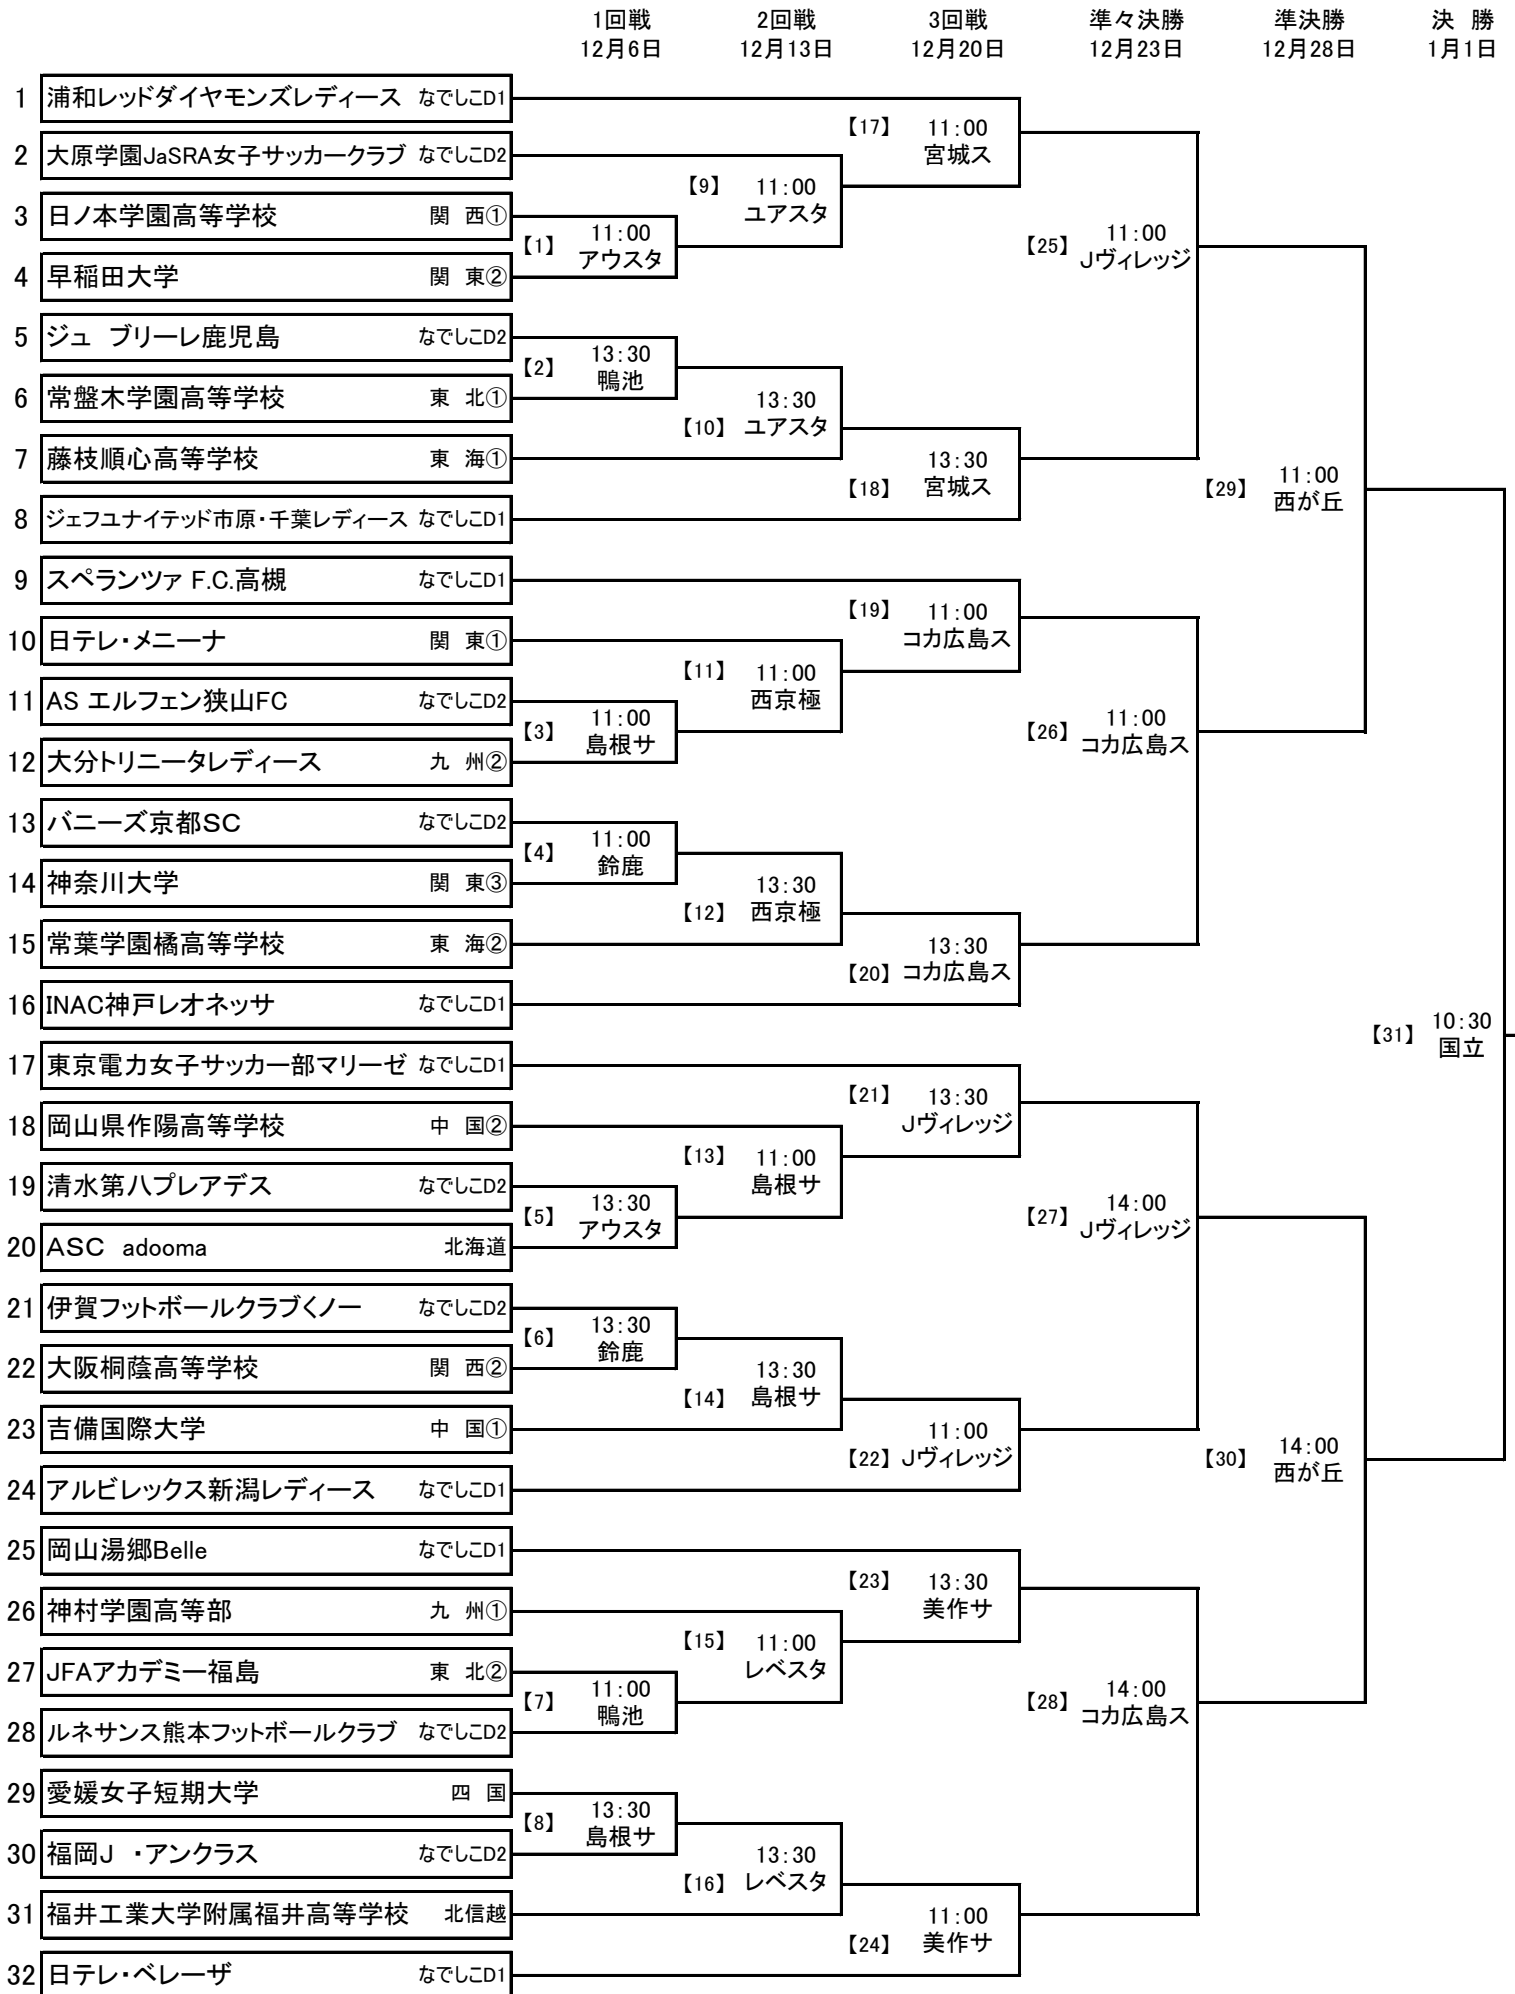 1回戦 2回戦 3回戦 準々決勝 準決勝 決 勝
12月6日 12月13日 12月20日 12月23日 12月28日 1月1日
1 浦和レッドダイヤモンズレディース なでしこD1
【17】 11:00
宮城ス
2 大原学園JaSRA女子サッカークラブ なでしこD2
【9】 11:00
ユアスタ
3 日ノ本学園高等学校 関 西①
【1】 11:00
アウスタ
【25】 11:00
Jヴィレッジ
4 早稲田大学 関 東②
5 ジュ ブリーレ鹿児島 なでしこD2
【2】 13:30
鴨池
6 常盤木学園高等学校 東 北①
【10】 13:30
ユアスタ
7 藤枝順心高等学校 東 海①
【18】 13:30
宮城ス
【29】 11:00
西が丘
8 ジェフユナイテッド市原・千葉レディース なでしこD1
9 スペランツァ F.C.高槻 なでしこD1
【19】 11:00
コカ広島ス
10 日テレ・メニーナ 関 東①
【11】 11:00
西京極
11 AS エルフェン狭山FC なでしこD2
【3】 11:00
島根サ
【26】 11:00
コカ広島ス
12 大分トリニータレディース 九 州②
13 バニーズ京都SC なでしこD2
【4】 11:00
鈴鹿
14 神奈川大学 関 東③
【12】 13:30
西京極
15 常葉学園橘高等学校 東 海②
【20】 13:30
コカ広島ス
16 INAC神戸レオネッサ なでしこD1
【31】 10:30
国立
17 東京電力女子サッカー部マリーゼ なでしこD1
【21】 13:30
Jヴィレッジ
18 岡山県作陽高等学校 中 国②
【13】 11:00
島根サ
19 清水第八プレアデス なでしこD2
【5】 13:30
アウスタ
【27】 14:00
Jヴィレッジ
20 ASC adooma 北海道
21 伊賀フットボールクラブくノ一 なでしこD2
【6】 13:30
鈴鹿
22 大阪桐蔭高等学校 関 西②
【14】 13:30
島根サ
23 吉備国際大学 中 国①
【22】 11:00
Jヴィレッジ
【30】 14:00
西が丘
24 アルビレックス新潟レディース なでしこD1
25 岡山湯郷Belle なでしこD1
【23】 13:30
美作サ
26 神村学園高等部 九 州①
【15】 11:00
レベスタ
27 JFAアカデミー福島 東 北②
【7】 11:00
鴨池
【28】 14:00
コカ広島ス
28 ルネサンス熊本フットボールクラブ なでしこD2
29 愛媛女子短期大学 四 国
【8】 13:30
島根サ
30 福岡J ・アンクラス なでしこD2
【16】 13:30
レベスタ
31 福井工業大学附属福井高等学校 北信越
【24】 11:00
美作サ
32 日テレ・ベレーザ なでしこD1